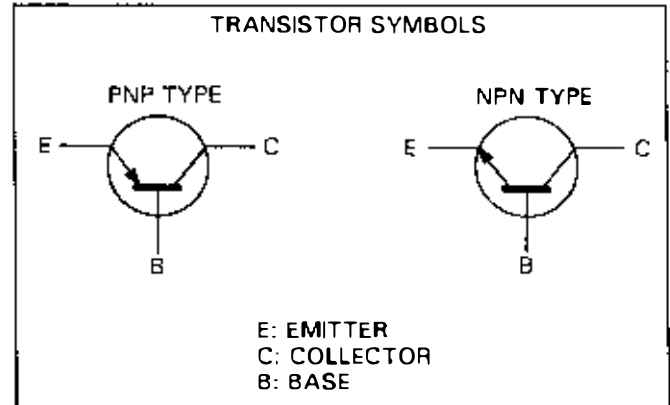 TRANSISTOR SYMBOLS
PNP TYPE
NPN TYPE
E
C
E
C
B
B
E: EMITTER
C: COLLECTOR
B: BASE